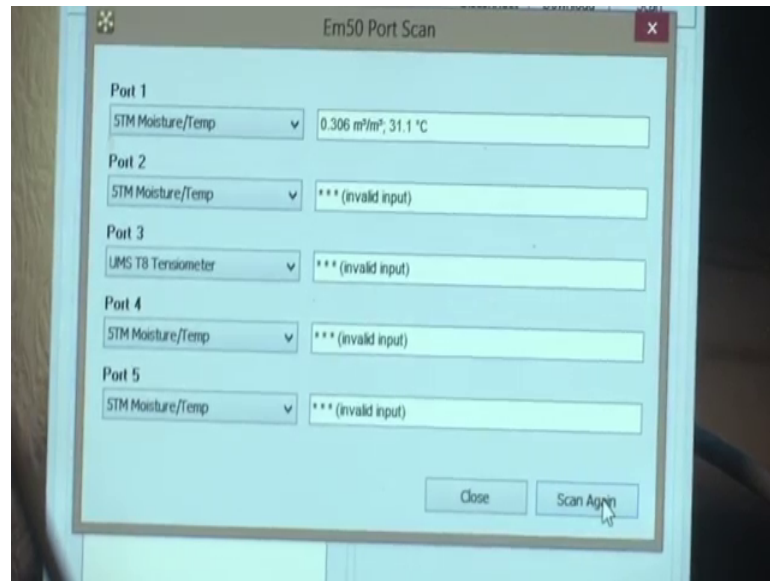 Em50 Port Scan
x
Port 1
5TM Moisture/Temp
0.306 m³/m³; 31.1 °C
Port 2
5TM Moisture/Temp
* * * (invalid input)
Port 3
UMS T8 Tensiometer
* * * (invalid input)
Port 4
5TM Moisture/Temp
* * * (invalid input)
Port 5
5TM Moisture/Temp
* * * (invalid input)
Close
Scan Again